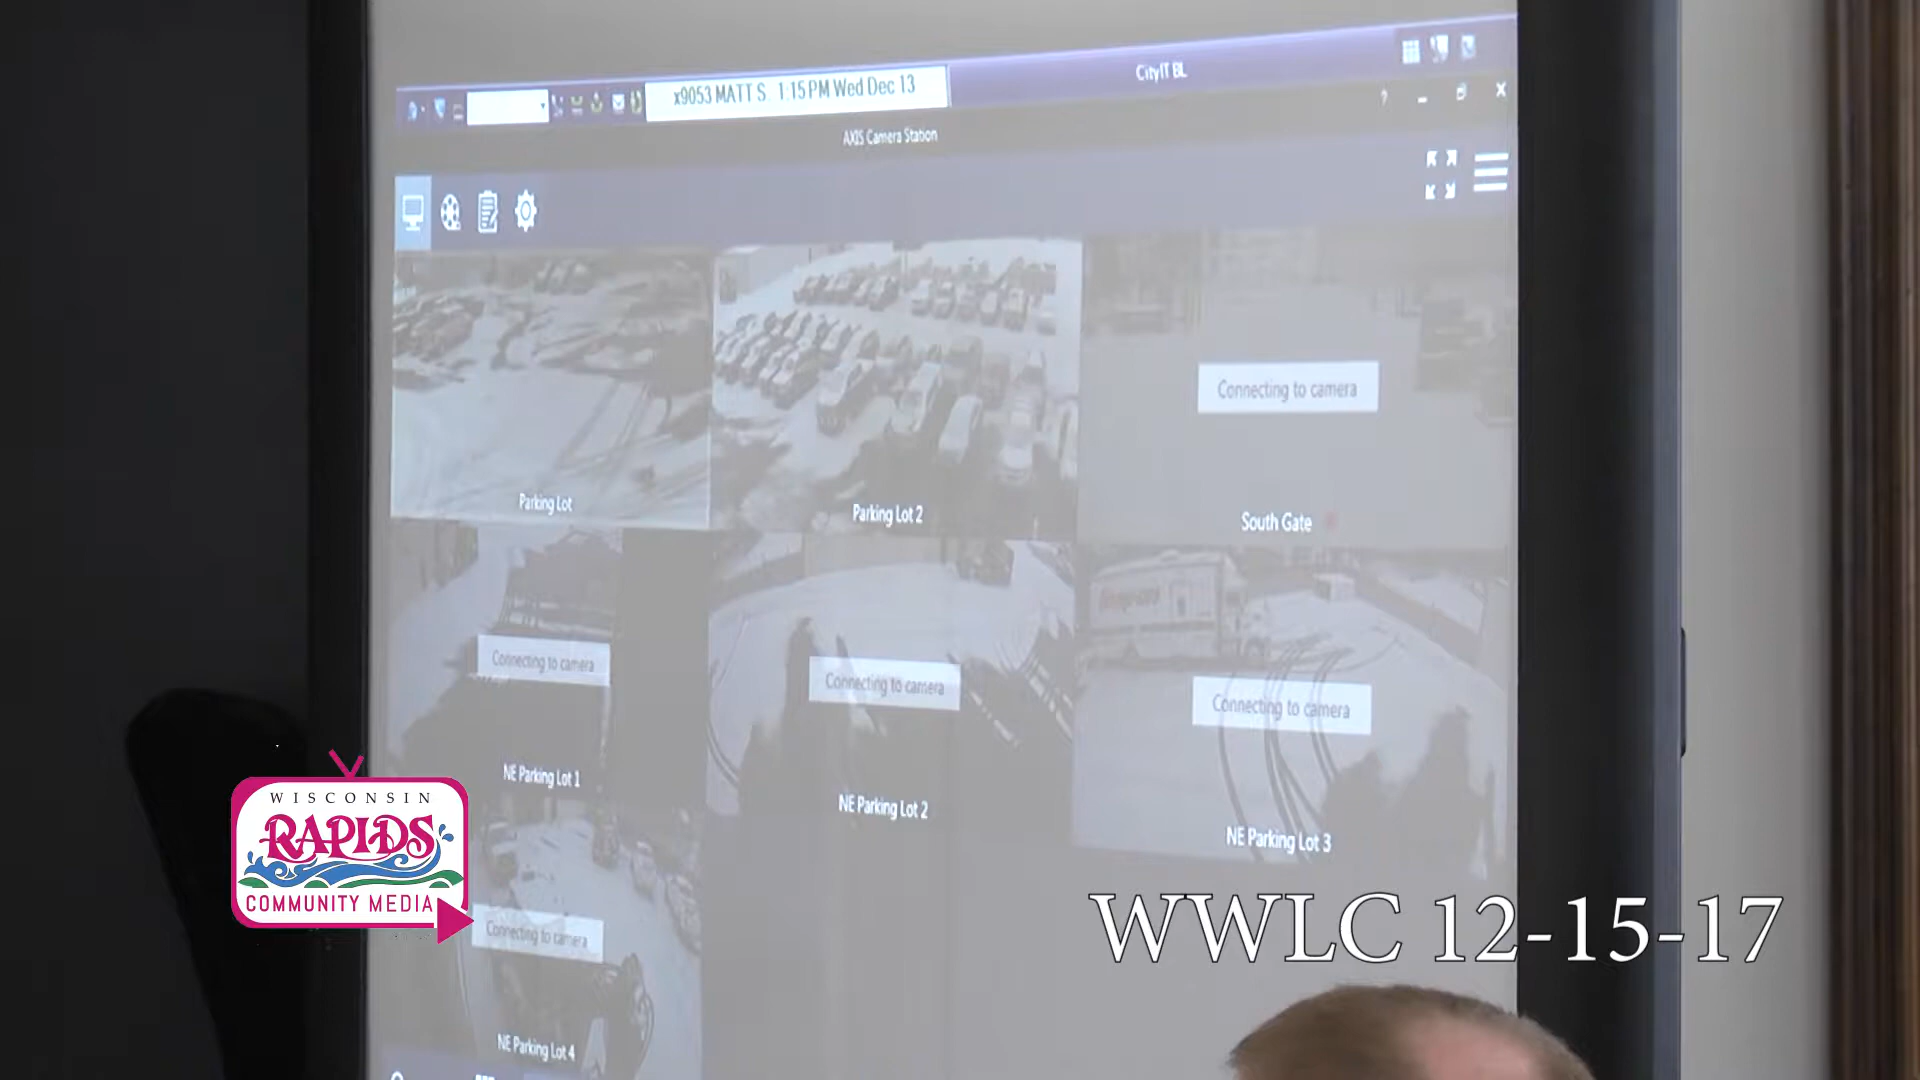 x9053 MATT S 1:15 PM Wed Dec 13
CityIT BL
?
AXIS Camera Station
Parking Lot
Parking Lot 2
Connecting to camera
South Gate
Connecting to camera
NE Parking Lot 1
Connecting to camera
NE Parking Lot 2
Connecting to camera
NE Parking Lot 3
Connecting to camera
NE Parking Lot 4
WISCONSIN
RAPIDS
COMMUNITY MEDIA
WWLC 12-15-17